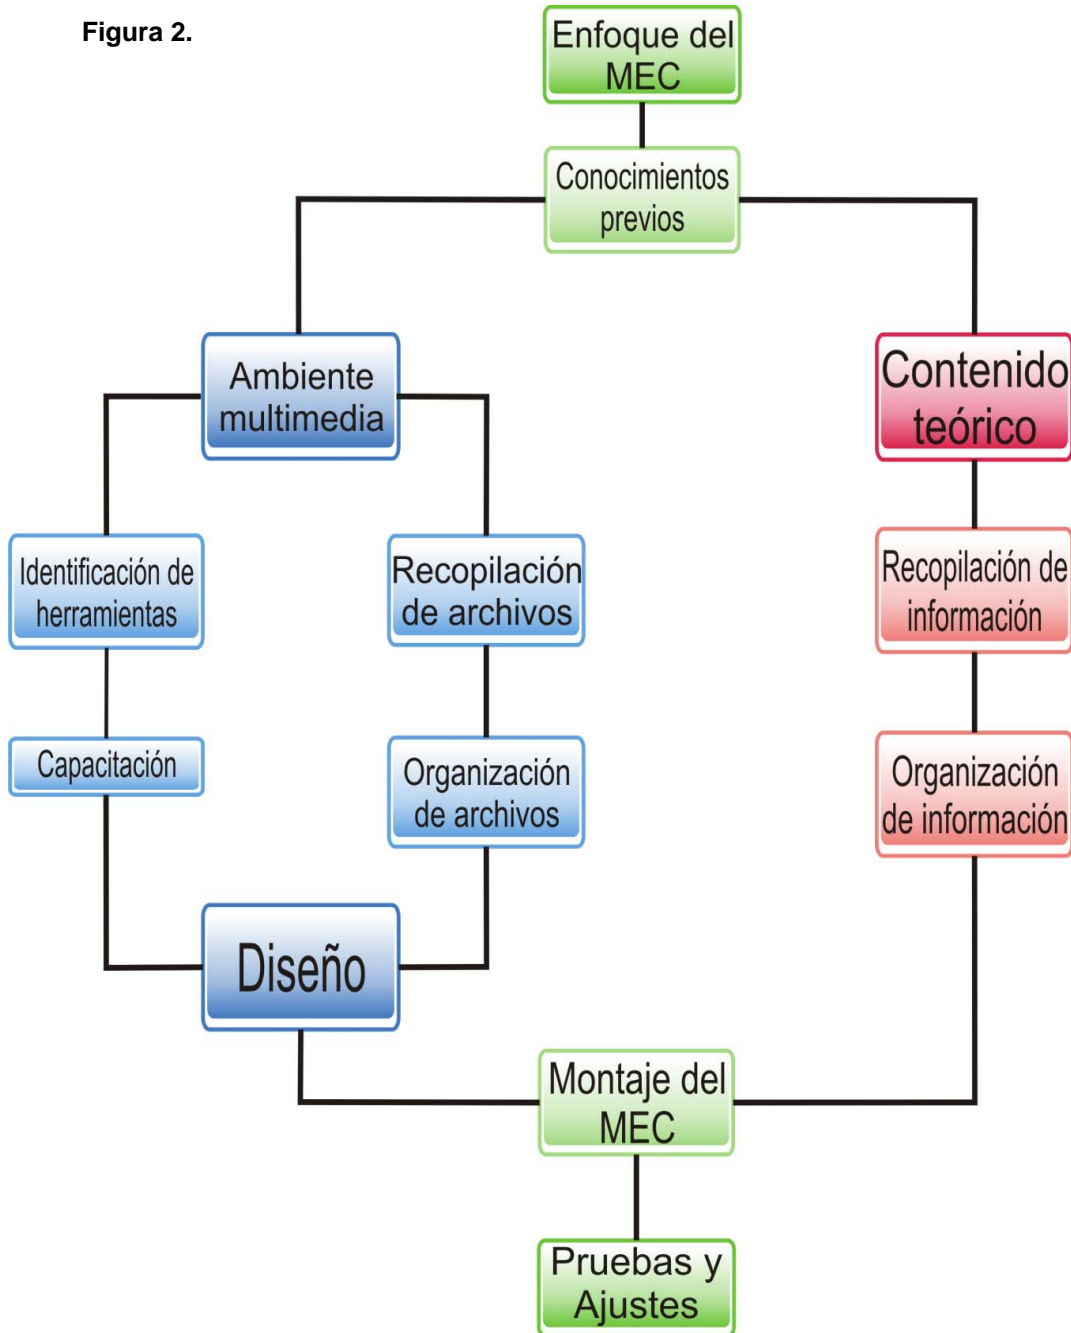 Figura 2.
Enfoque del
MEC
Conocimientos
previos
Ambiente
multimedia
Contenido
teórico
Identificación de
herramientas
Recopilación
de archivos
Recopilación de
información
Capacitación
Organización
de archivos
Organización
de información
Diseño
Montaje del
MEC
Pruebas y
Ajustes